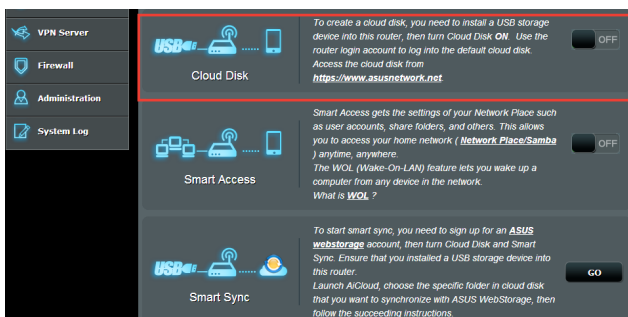 VPN Server
Firewall
Administration
System Log
USB
Cloud Disk
To create a cloud disk, you need to install a USB storage
device into this router, then turn Cloud Disk ON. Use the
router login account to log into the default cloud disk.
Access the cloud disk from
https://www.asusnetwork.net.
OFF
Smart Access
Smart Access gets the settings of your Network Place such
as user accounts, share folders, and others. This allows
you to access your home network ( Network Place/Samba
) anytime, anywhere.
The WOL (Wake-On-LAN) feature lets you wake up a
computer from any device in the network.
What is WOL ?
OFF
USB
Smart Sync
To start smart sync, you need to sign up for an ASUS
webstorage account, then turn Cloud Disk and Smart
Sync. Ensure that you installed a USB storage device into
this router.
Launch AiCloud, choose the specific folder in cloud disk
that you want to synchronize with ASUS WebStorage, then
follow the succeeding instructions.
GO